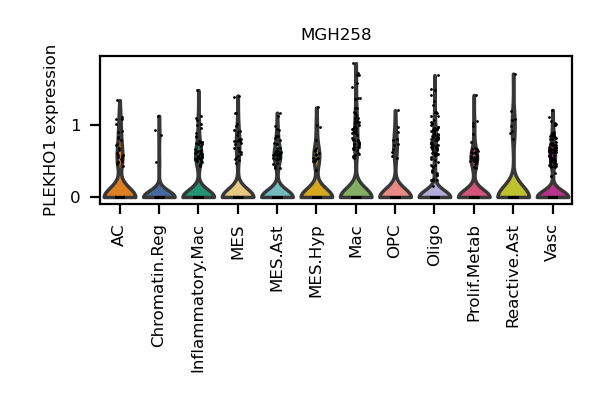 MGH258
PLEKHO1 expression
1
0
AC
Chromatin.Reg
Inflammatory.Mac
MES
MES.Ast
MES.Hyp
Mac
OPC
Oligo
Prolif.Metab
Reactive.Ast
Vasc